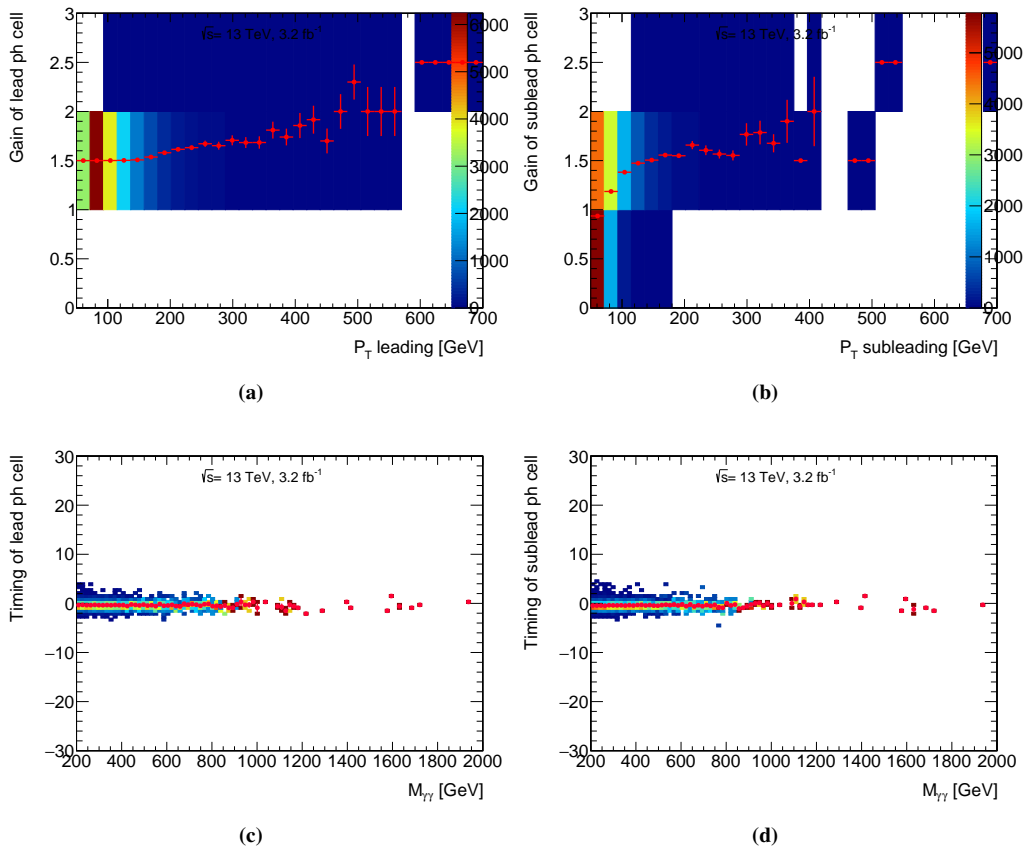 Gain of lead ph cell
3
2.5
2
1.5
1
0.5
0
√s= 13 TeV, 3.2 fb⁻¹
6000
5000
4000
3000
2000
1000
0
100 200 300 400 500 600 700
P_T leading [GeV]
(a)
Gain of sublead ph cell
3
2.5
2
1.5
1
0.5
0
√s= 13 TeV, 3.2 fb⁻¹
5000
4000
3000
2000
1000
0
100 200 300 400 500 600 700
P_T subleading [GeV]
(b)
Timing of lead ph cell
30
20
10
0
−10
−20
−30
√s= 13 TeV, 3.2 fb⁻¹
200 400 600 800 1000 1200 1400 1600 1800 2000
M_γγ [GeV]
(c)
Timing of sublead ph cell
30
20
10
0
−10
−20
−30
√s= 13 TeV, 3.2 fb⁻¹
200 400 600 800 1000 1200 1400 1600 1800 2000
M_γγ [GeV]
(d)